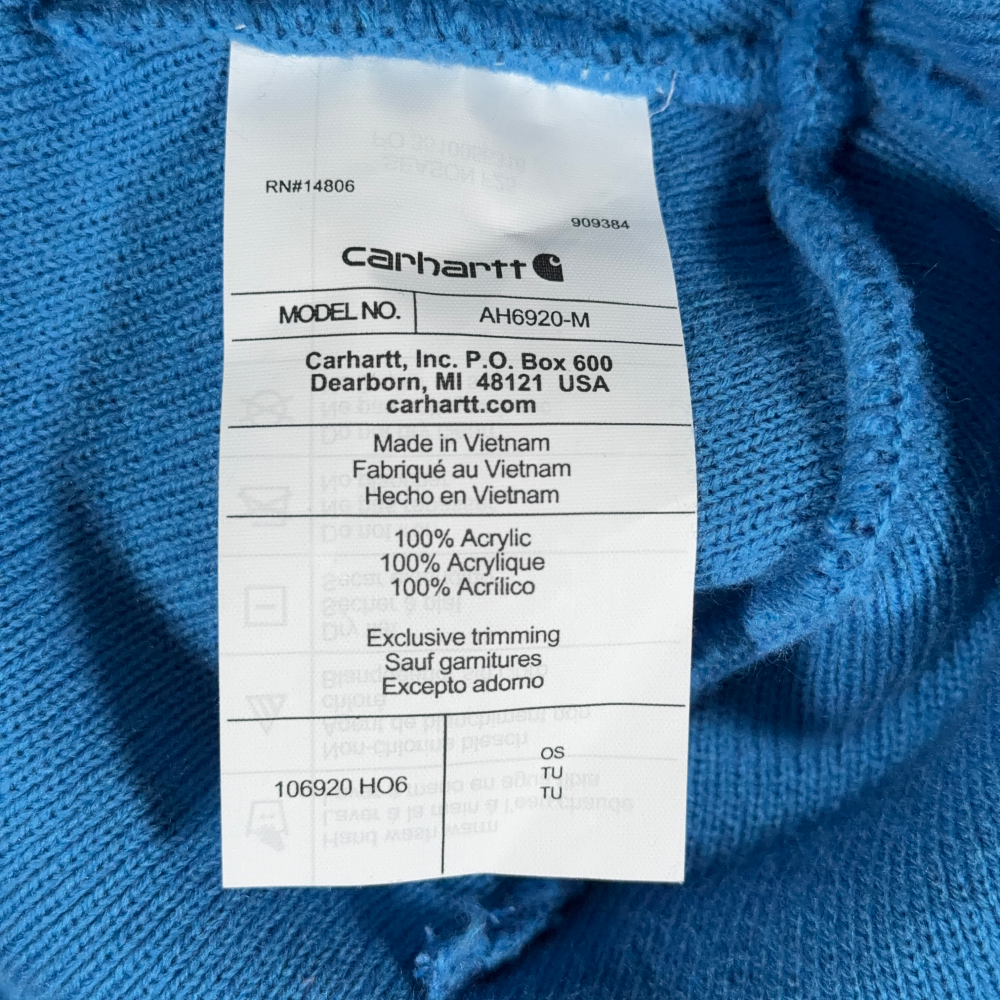 RN#14806
909384
carhartt
MODEL NO. AH6920-M
Carhartt, Inc. P.O. Box 600
Dearborn, MI 48121 USA
carhartt.com
Made in Vietnam
Fabriqué au Vietnam
Hecho en Vietnam
100% Acrylic
100% Acrylique
100% Acrílico
Exclusive trimming
Sauf garnitures
Excepto adorno
106920 HO6
OS
TU
TU